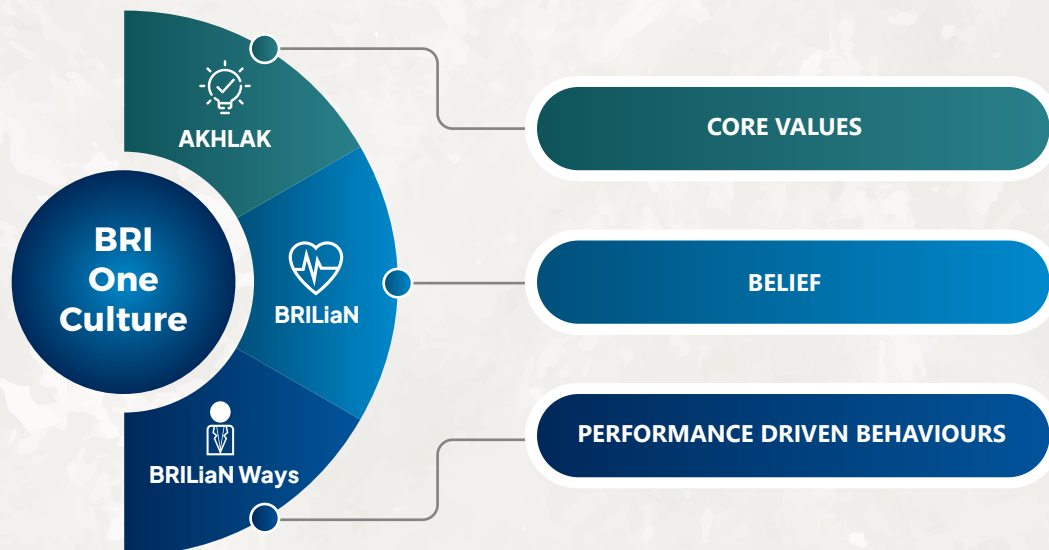 BRI
One
Culture
AKHLAK
BRILiaN
BRILiaN Ways
CORE VALUES
BELIEF
PERFORMANCE DRIVEN BEHAVIOURS